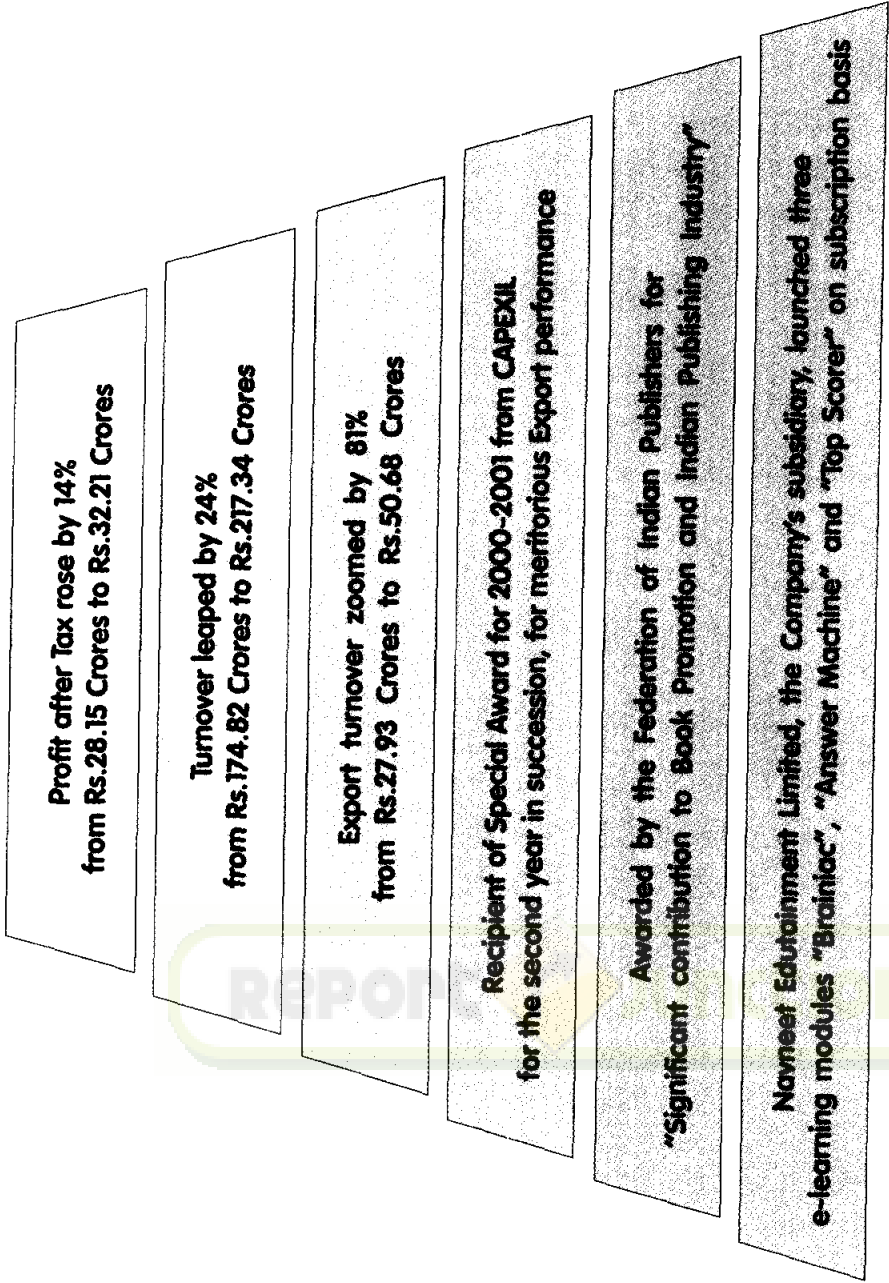 Profit after Tax rose by 14%
from Rs.28.15 Crores to Rs.32.21 Crores
Turnover leaped by 24%
from Rs.174.82 Crores to Rs.217.34 Crores
Export turnover zoomed by 81%
from Rs.27.93 Crores to Rs.50.68 Crores
Recipient of Special Award for 2000-2001 from CAPEXIL
for the second year in succession, for meritorious Export performance
Awarded by the Federation of Indian Publishers for
"Significant contribution to Book Promotion and Indian Publishing Industry"
Navneet Edutainment Limited, the Company's subsidiary, launched three
e-learning modules "Brainiac", "Answer Machine" and "Top Scorer" on subscription basis
REPORT